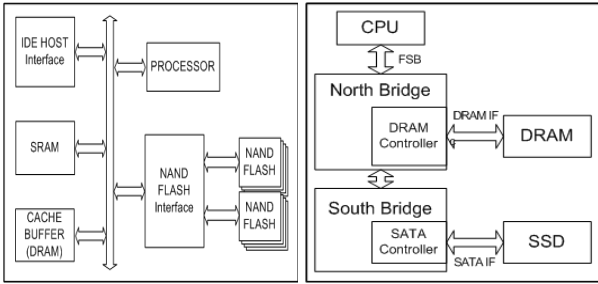 IDE HOST
Interface
PROCESSOR
SRAM
NAND
FLASH
Interface
NAND
FLASH
NAND
FLASH
CACHE
BUFFER
(DRAM)
CPU
FSB
North Bridge
DRAM
Controller
DRAM IF
DRAM
South Bridge
SATA
Controller
SATA IF
SSD